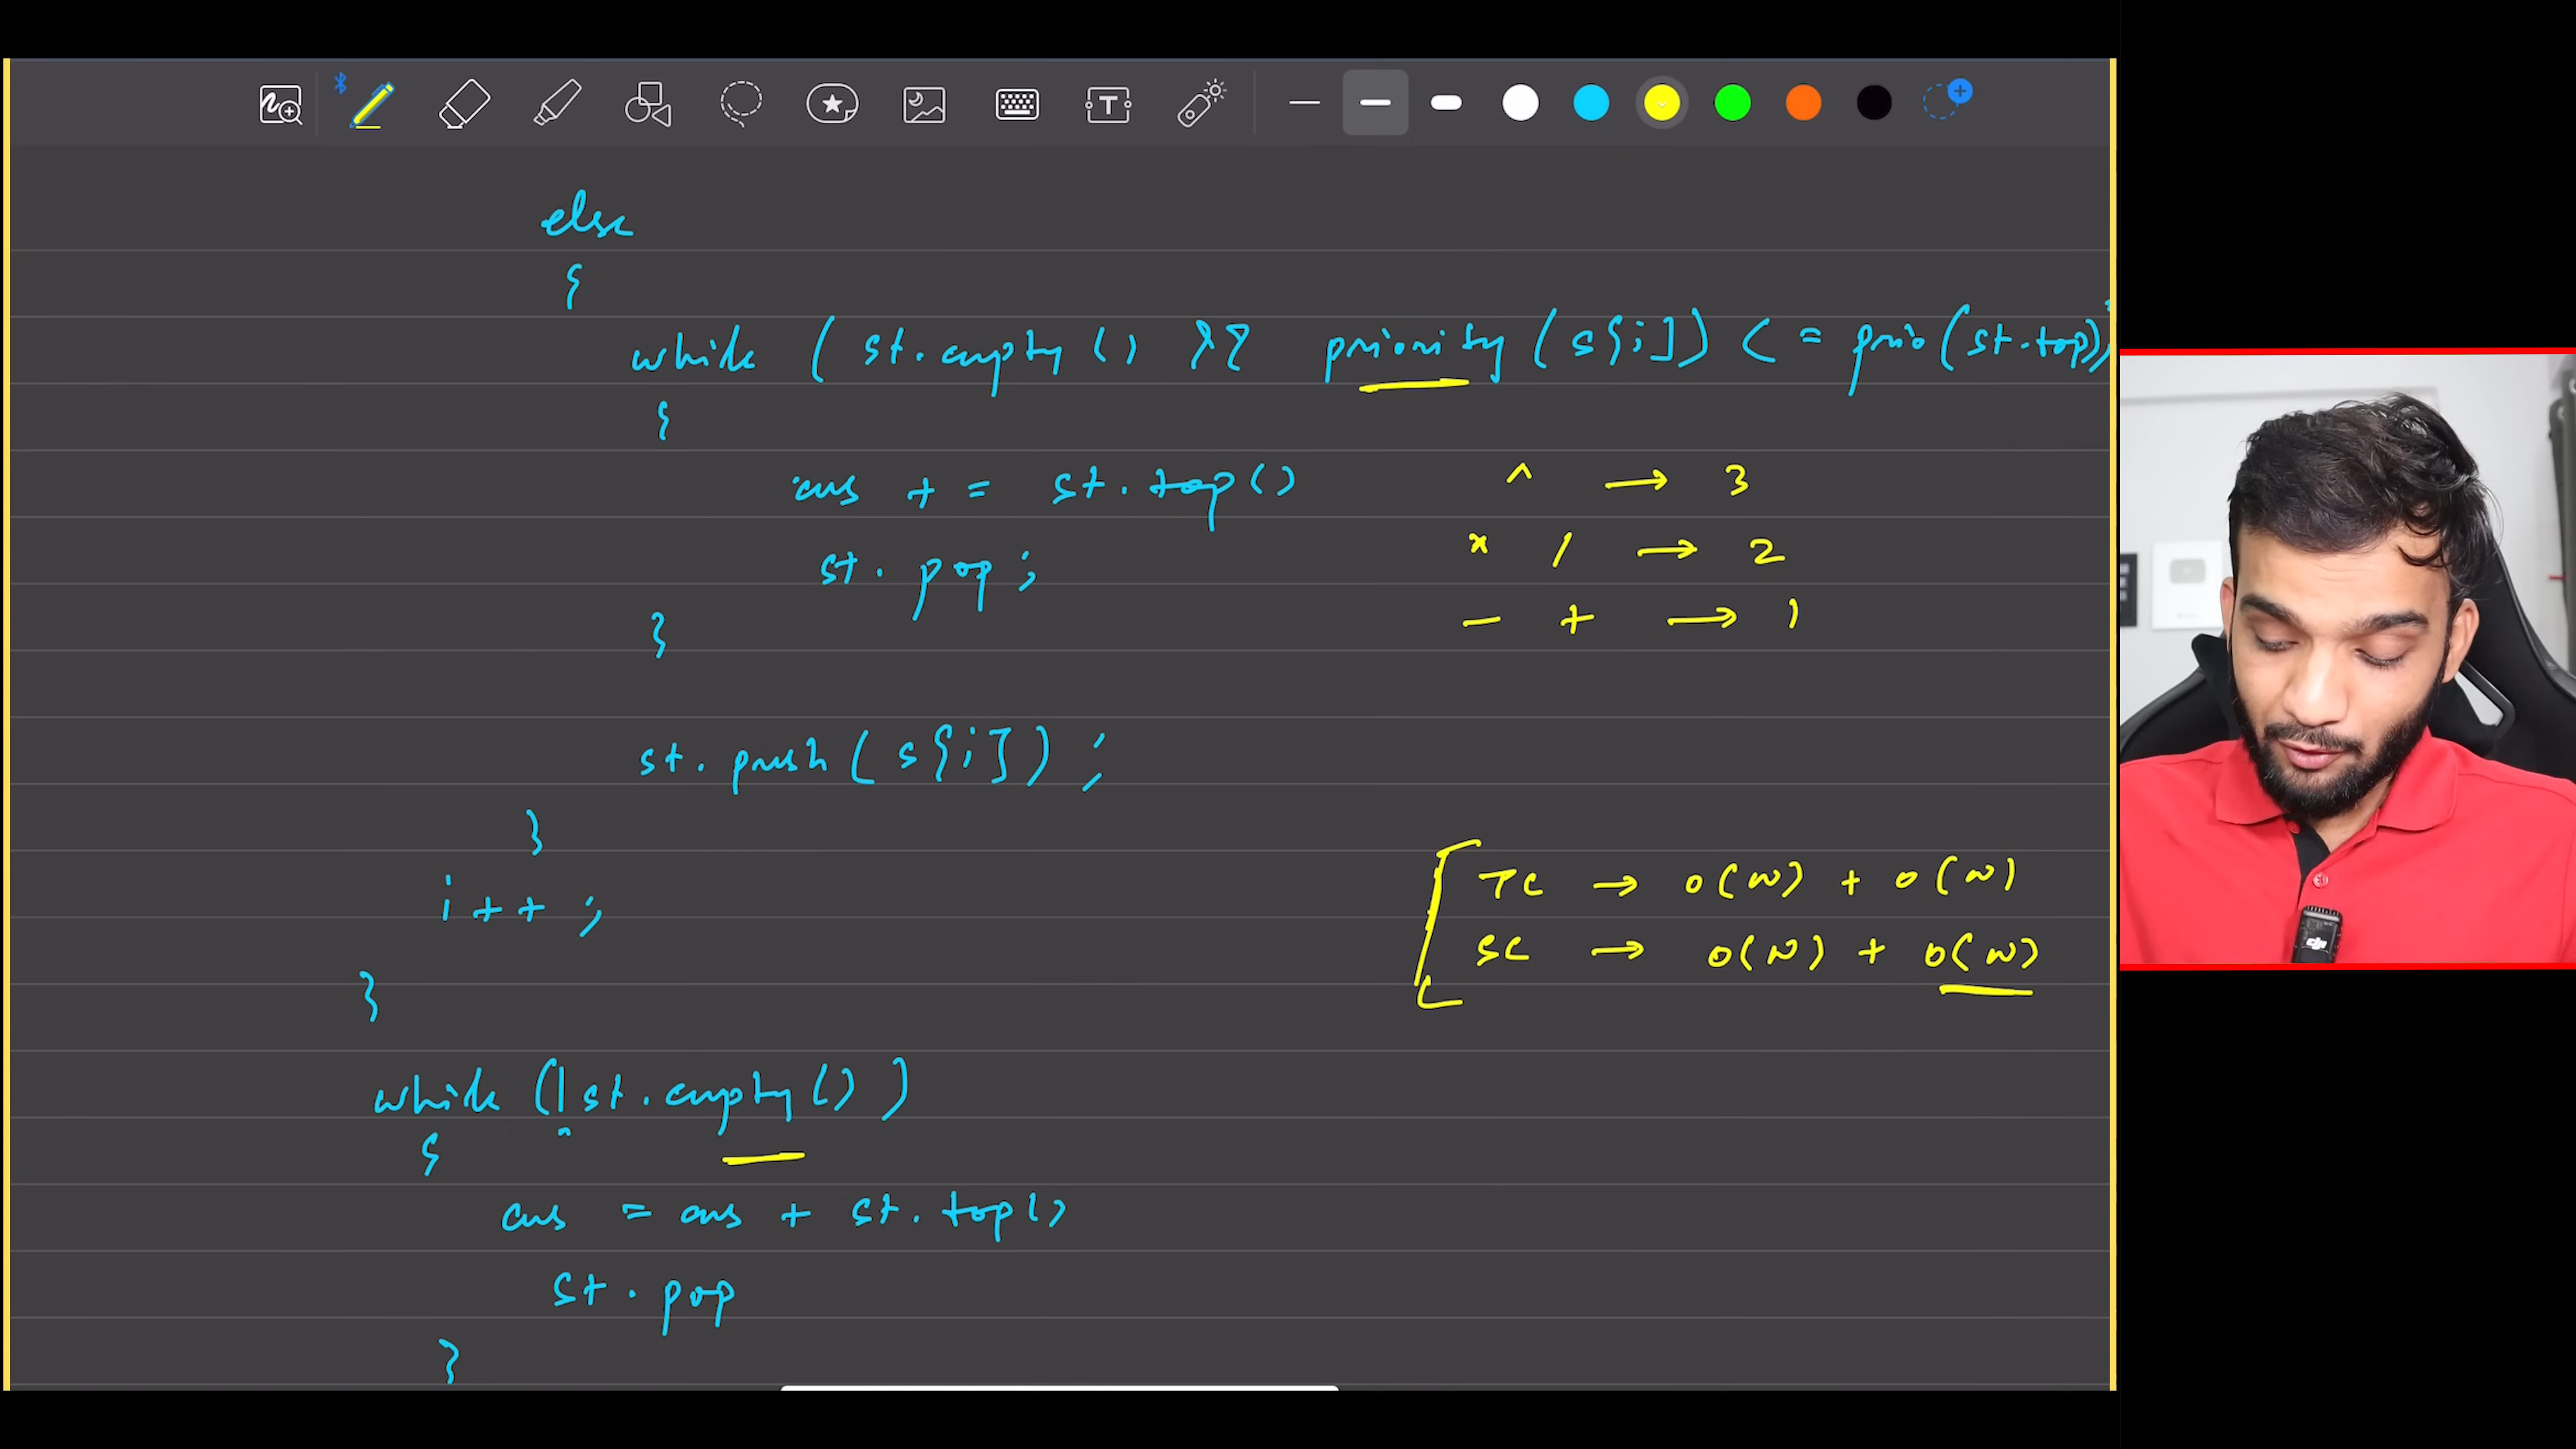 else
{
while ( st.empty () && priority ( s[i] ) <= prio(st.top))
{
ans += st.top()
st. pop ;
}
^ → 3
* / → 2
- + → 1
st. push ( s[i] ) ;
}
i++ ;
}
TC → O(N) + O(N)
SC → O(N) + O(N)
while (! st.empty () )
{
ans = ans + st.top()
st. pop
}